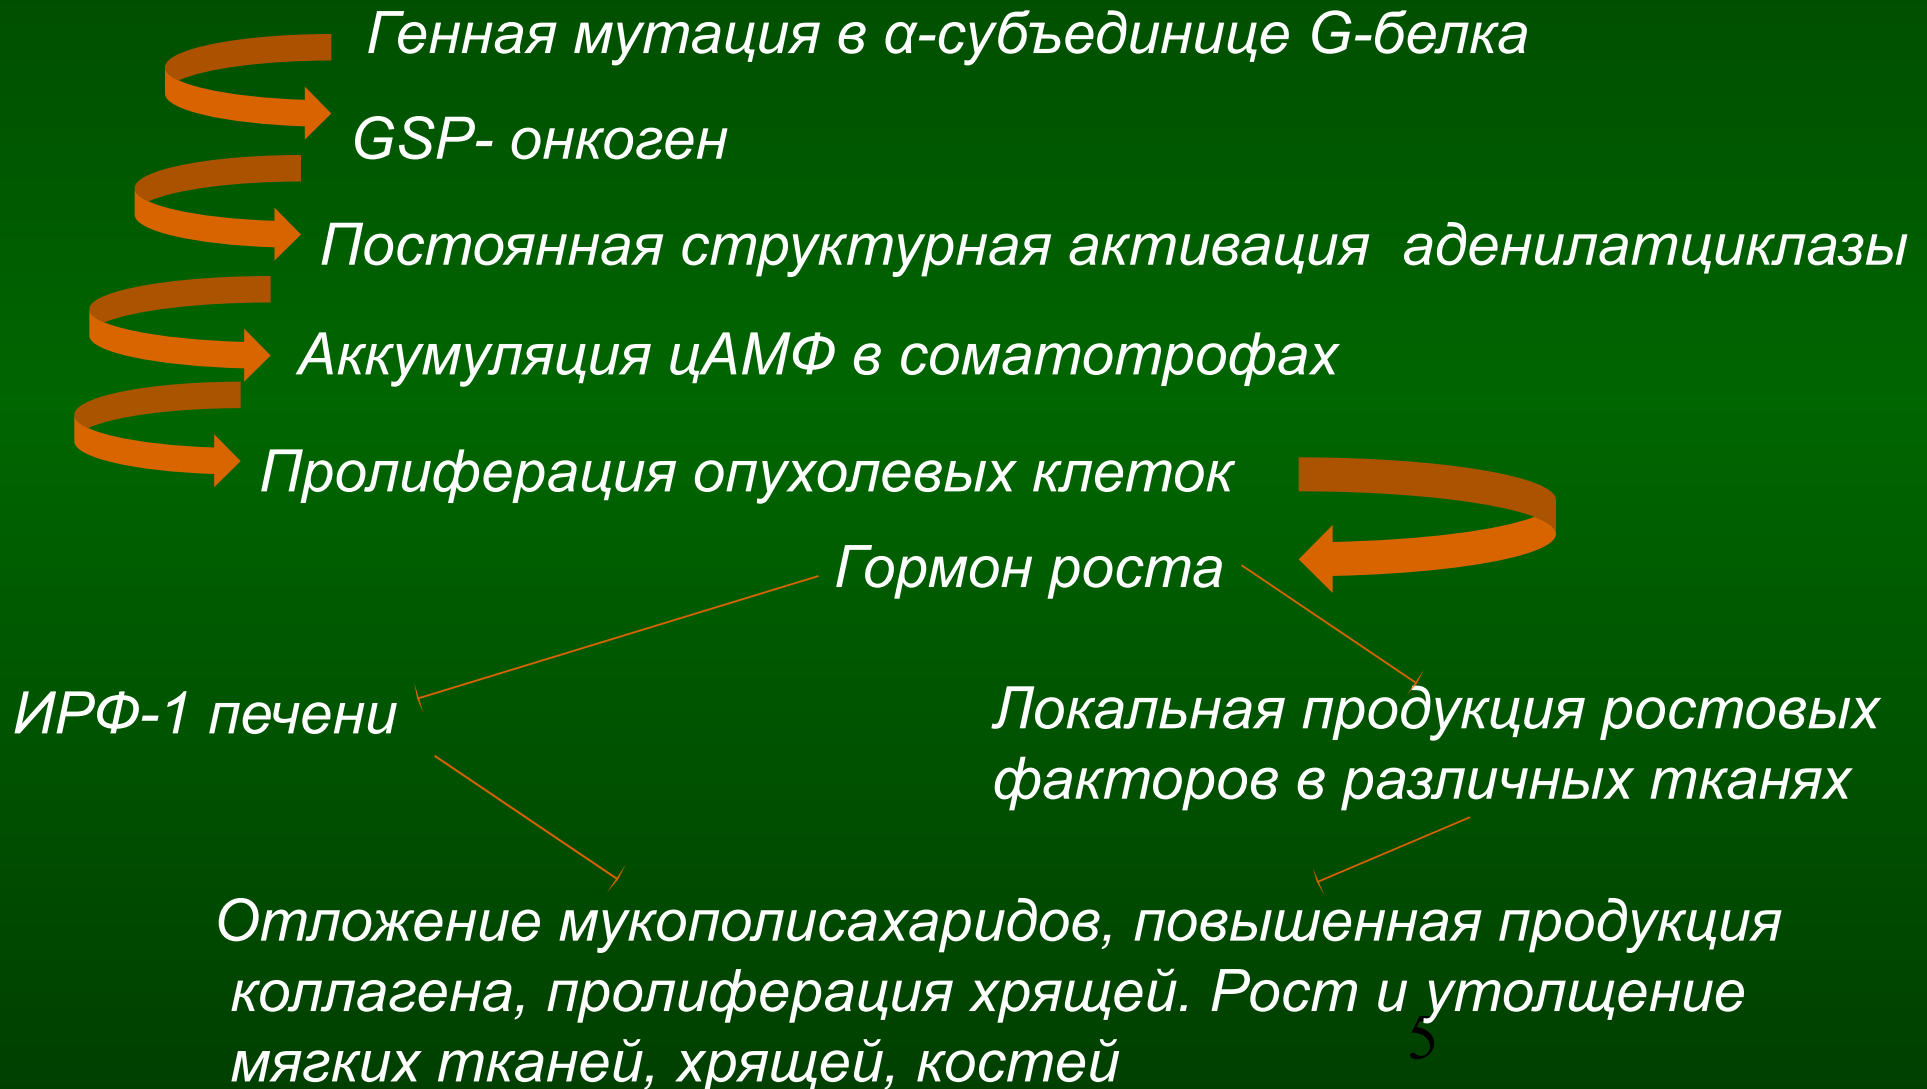 Генная мутация в α-субъединице G-белка
GSP- онкоген
Постоянная структурная активация аденилатциклазы
Аккумуляция цАМФ в соматотрофах
Пролиферация опухолевых клеток
Гормон роста
ИРФ-1 печени
Локальная продукция ростовых
факторов в различных тканях
Отложение мукополисахаридов, повышенная продукция
коллагена, пролиферация хрящей. Рост и утолщение
мягких тканей, хрящей, костей
5